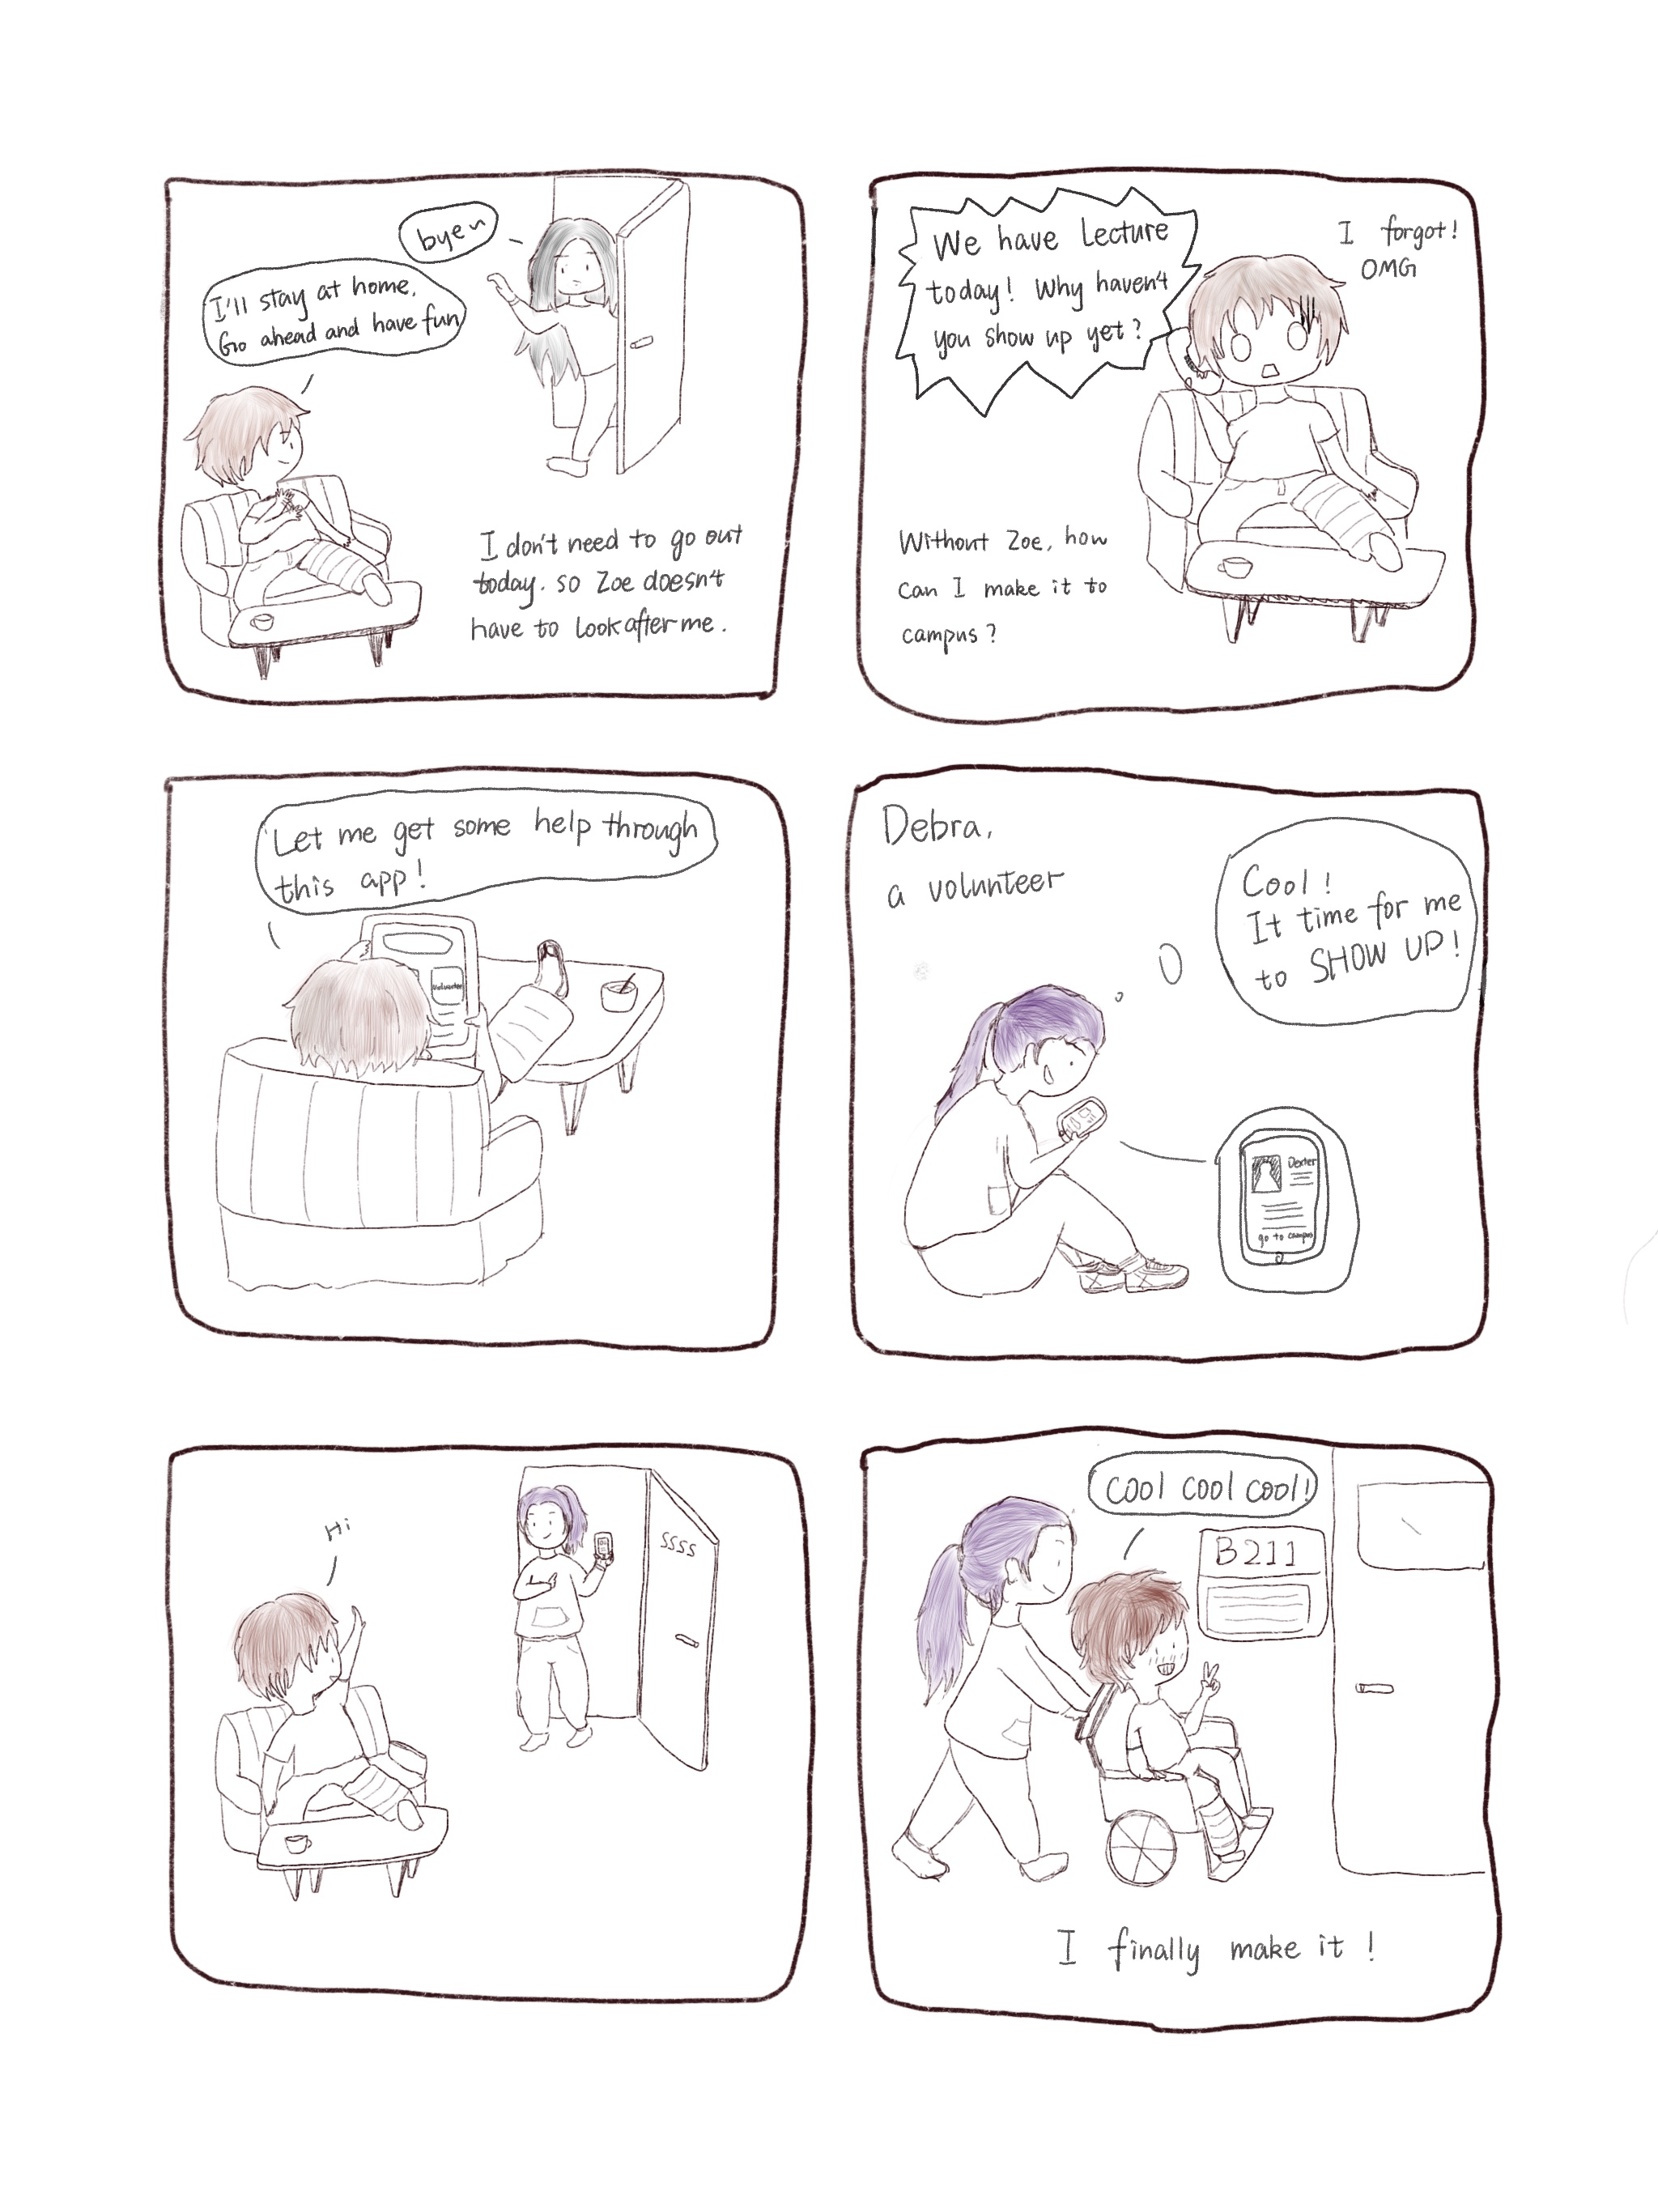 bye~
I'll stay at home.
Go ahead and have fun
I don't need to go out
today. so Zoe doesn't
have to look after me.
We have Lecture
today! Why haven't
you show up yet?
I forgot!
OMG
Without Zoe, how
can I make it to
campus?
Let me get some help through
this app!
Volunteer
Debra,
a volunteer
Cool!
It time for me
to SHOW UP!
Dexter
go to campus
Hi
SSSS
Cool cool cool!
B211
I finally make it!